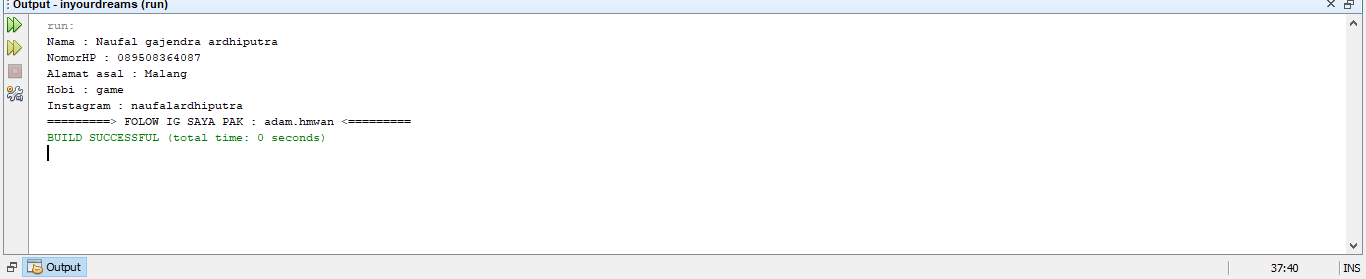 Output - inyourdreams (run)
run:
Nama : Naufal gajendra ardhiputra
NomorHP : 089508364087
Alamat asal : Malang
Hobi : game
Instagram : naufalardhiputra
=========> FOLOW IG SAYA PAK : adam.hmwan <=========
BUILD SUCCESSFUL (total time: 0 seconds)
Output
37:40
INS